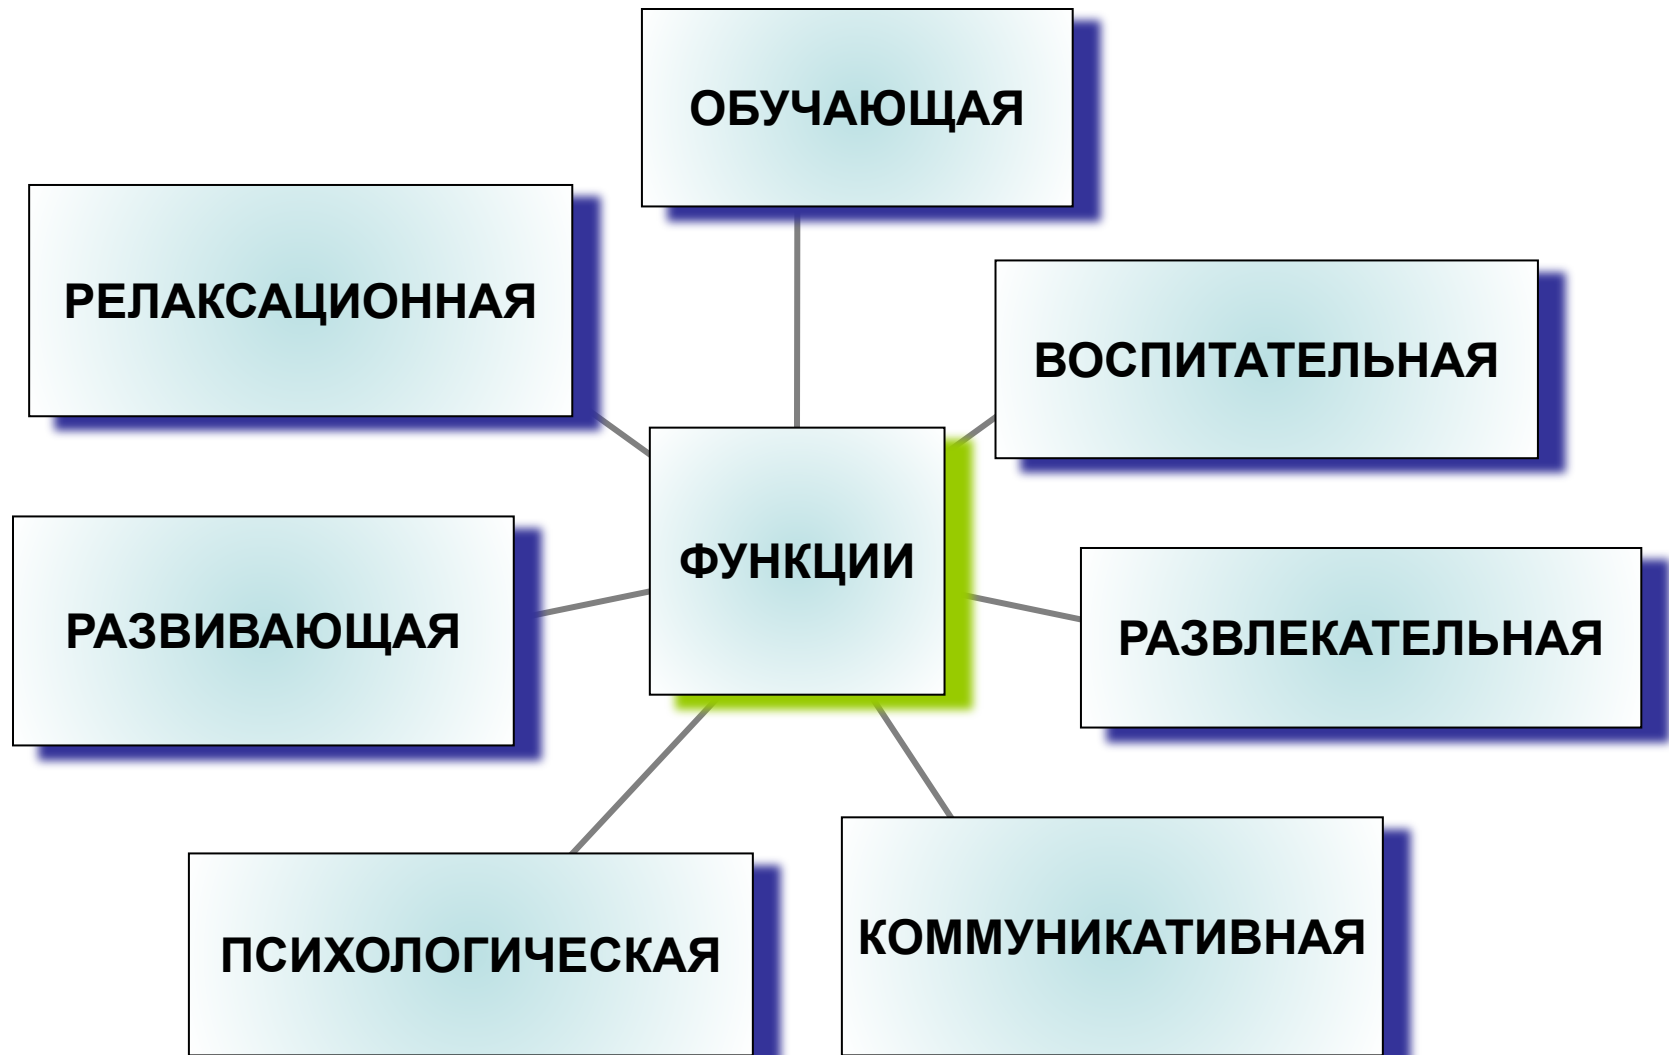 ОБУЧАЮЩАЯ
РЕЛАКСАЦИОННАЯ
ВОСПИТАТЕЛЬНАЯ
ФУНКЦИИ
РАЗВИВАЮЩАЯ
РАЗВЛЕКАТЕЛЬНАЯ
ПСИХОЛОГИЧЕСКАЯ
КОММУНИКАТИВНАЯ